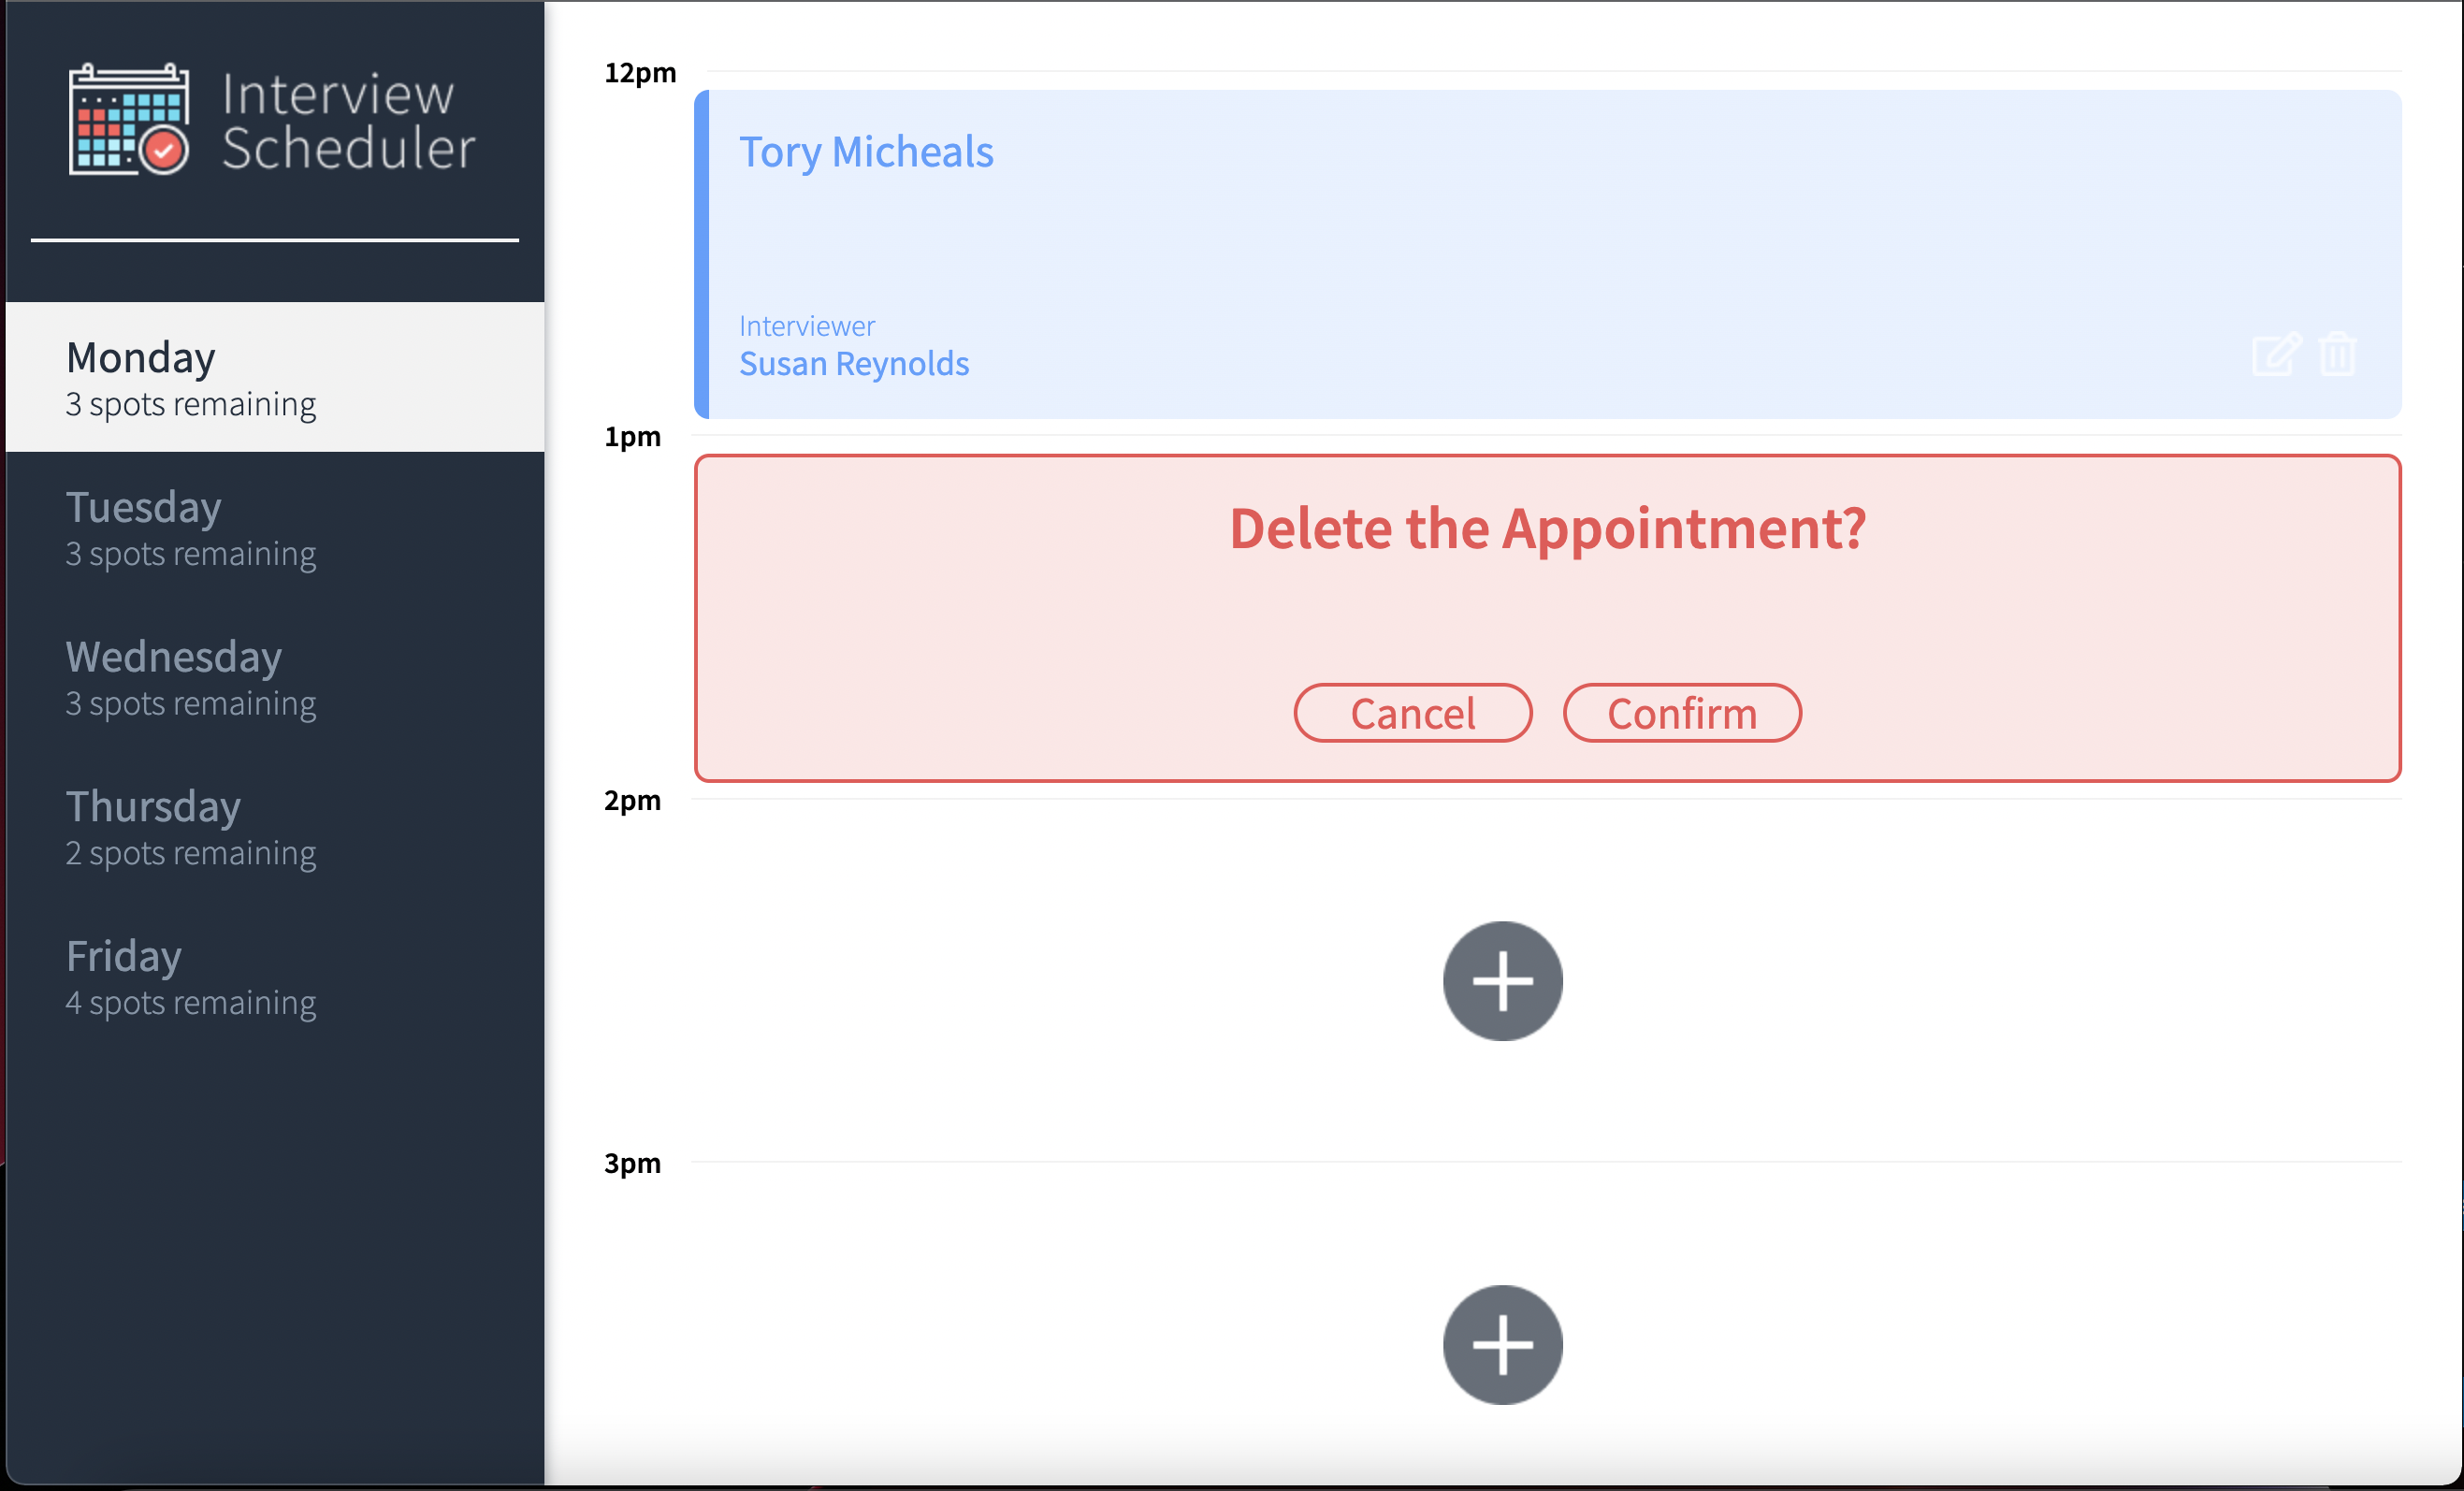 Interview
Scheduler
Monday
3 spots remaining
Tuesday
3 spots remaining
Wednesday
3 spots remaining
Thursday
2 spots remaining
Friday
4 spots remaining
12pm
Tory Micheals
Interviewer
Susan Reynolds
1pm
Delete the Appointment?
Cancel
Confirm
2pm
3pm